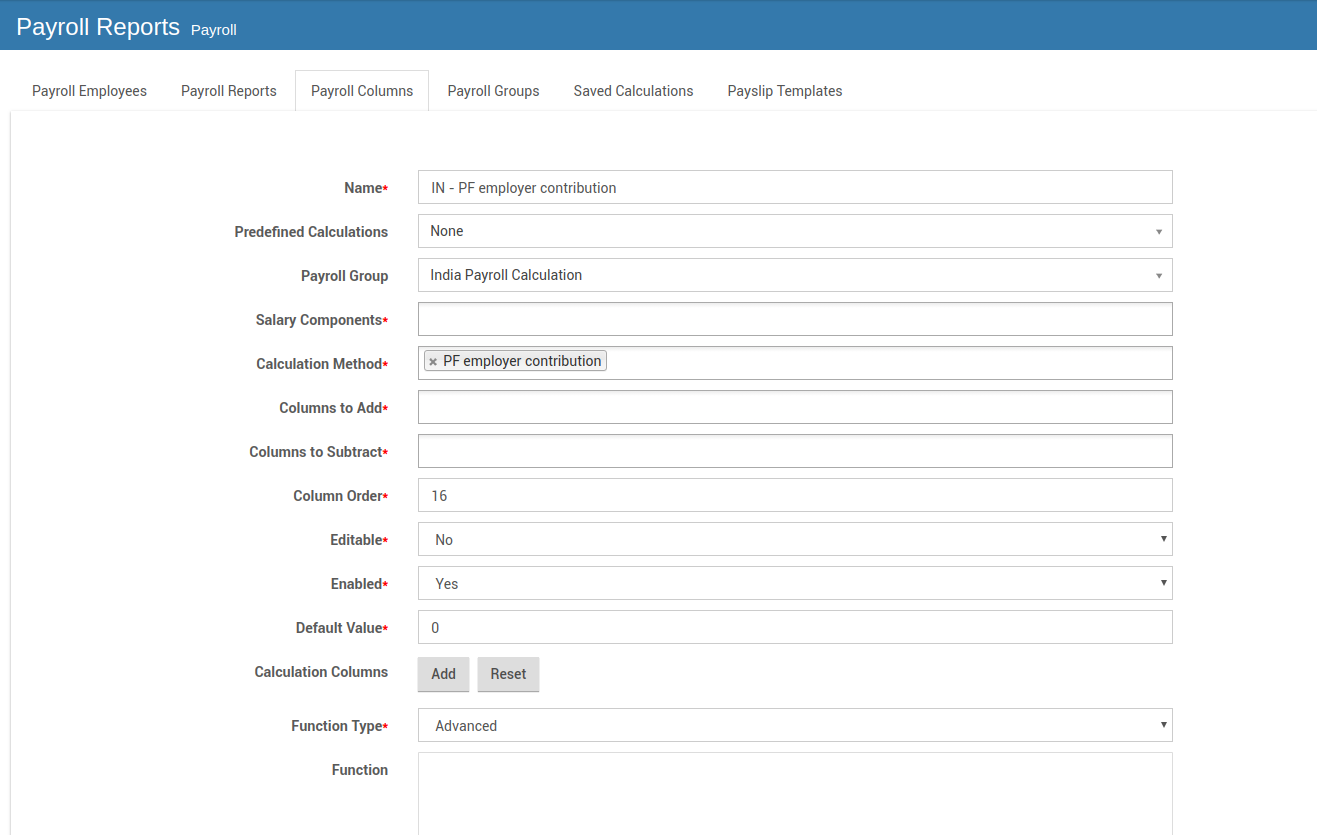 Payroll Reports Payroll
Payroll Employees Payroll Reports Payroll Columns Payroll Groups Saved Calculations Payslip Templates
Name* IN - PF employer contribution
Predefined Calculations None
Payroll Group India Payroll Calculation
Salary Components*
Calculation Method* × PF employer contribution
Columns to Add*
Columns to Subtract*
Column Order* 16
Editable* No
Enabled* Yes
Default Value* 0
Calculation Columns Add Reset
Function Type* Advanced
Function